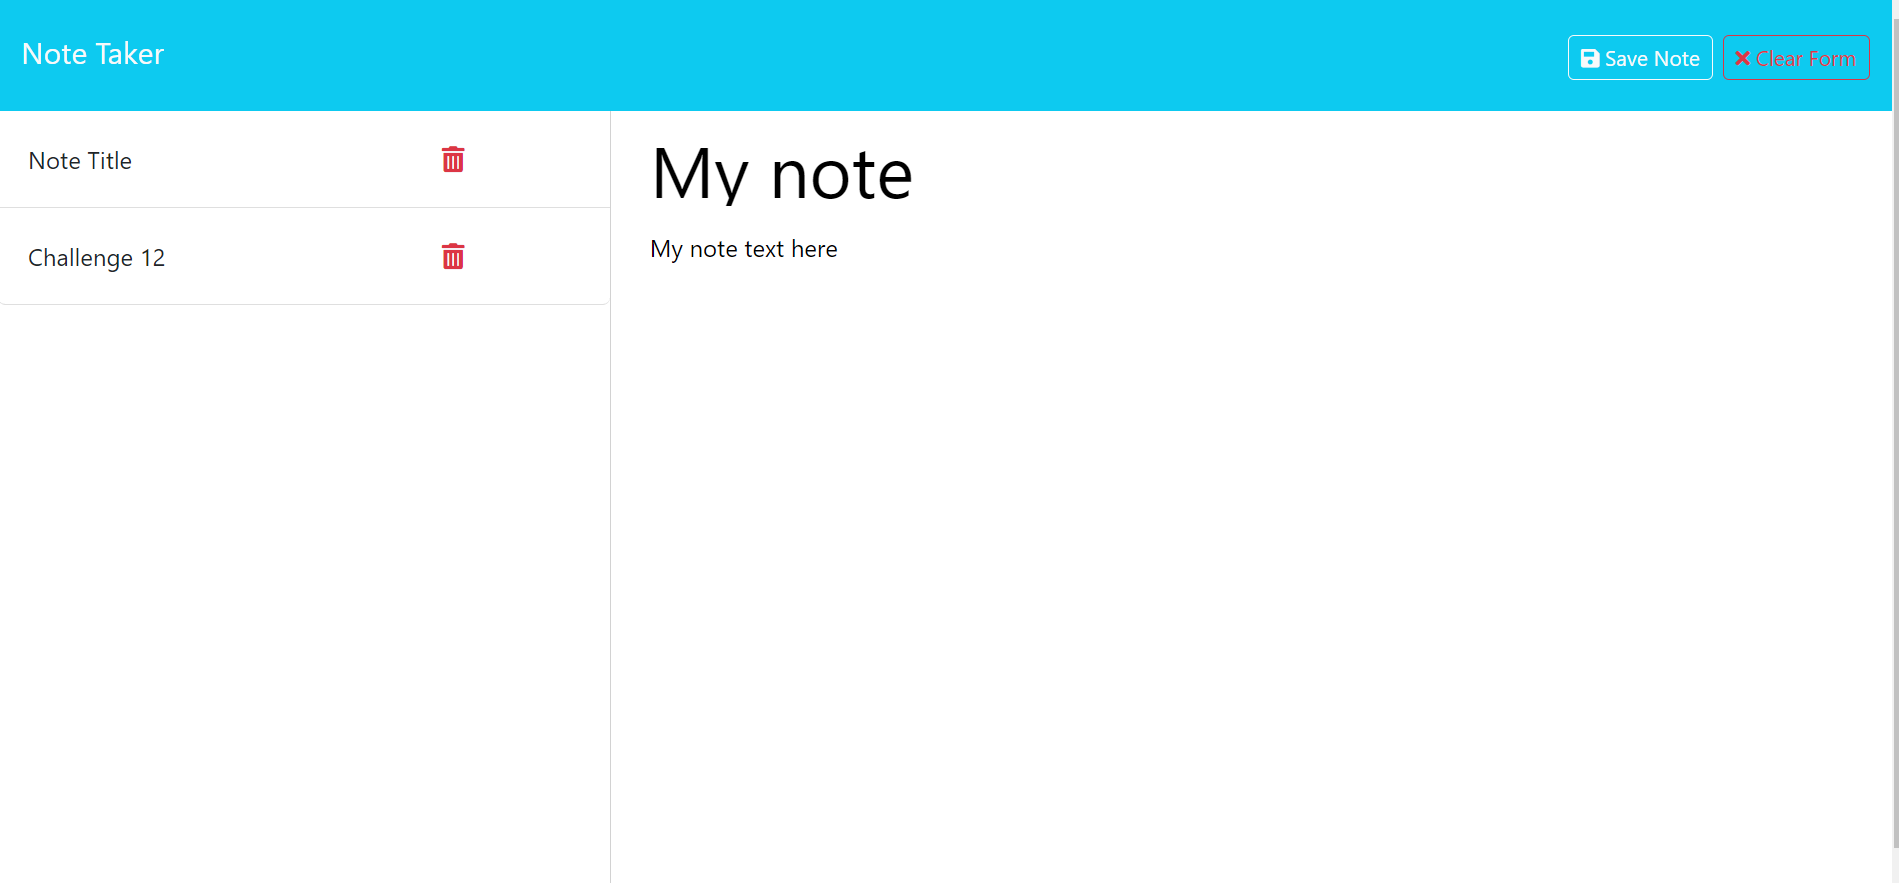 Note Taker
Save Note
Clear Form
Note Title
Challenge 12
My note
My note text here